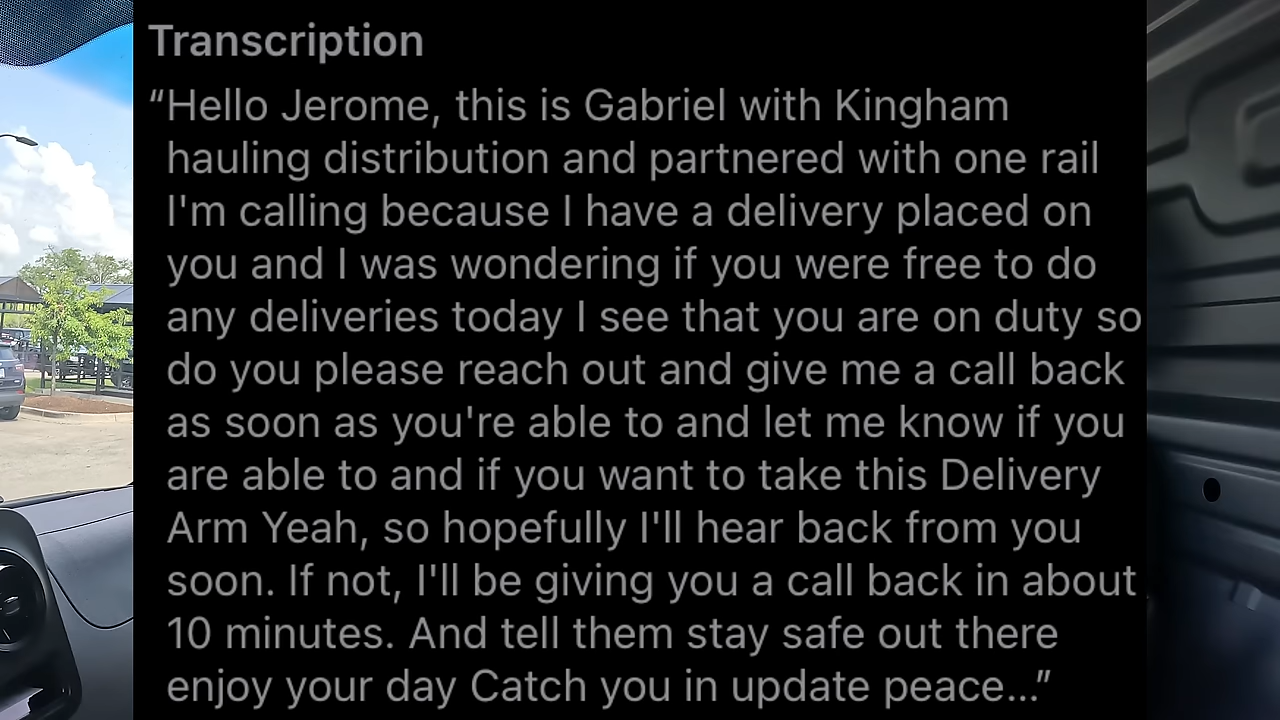 Transcription
“Hello Jerome, this is Gabriel with Kingham
hauling distribution and partnered with one rail
I'm calling because I have a delivery placed on
you and I was wondering if you were free to do
any deliveries today I see that you are on duty so
do you please reach out and give me a call back
as soon as you're able to and let me know if you
are able to and if you want to take this Delivery
Arm Yeah, so hopefully I'll hear back from you
soon. If not, I'll be giving you a call back in about
10 minutes. And tell them stay safe out there
enjoy your day Catch you in update peace...”